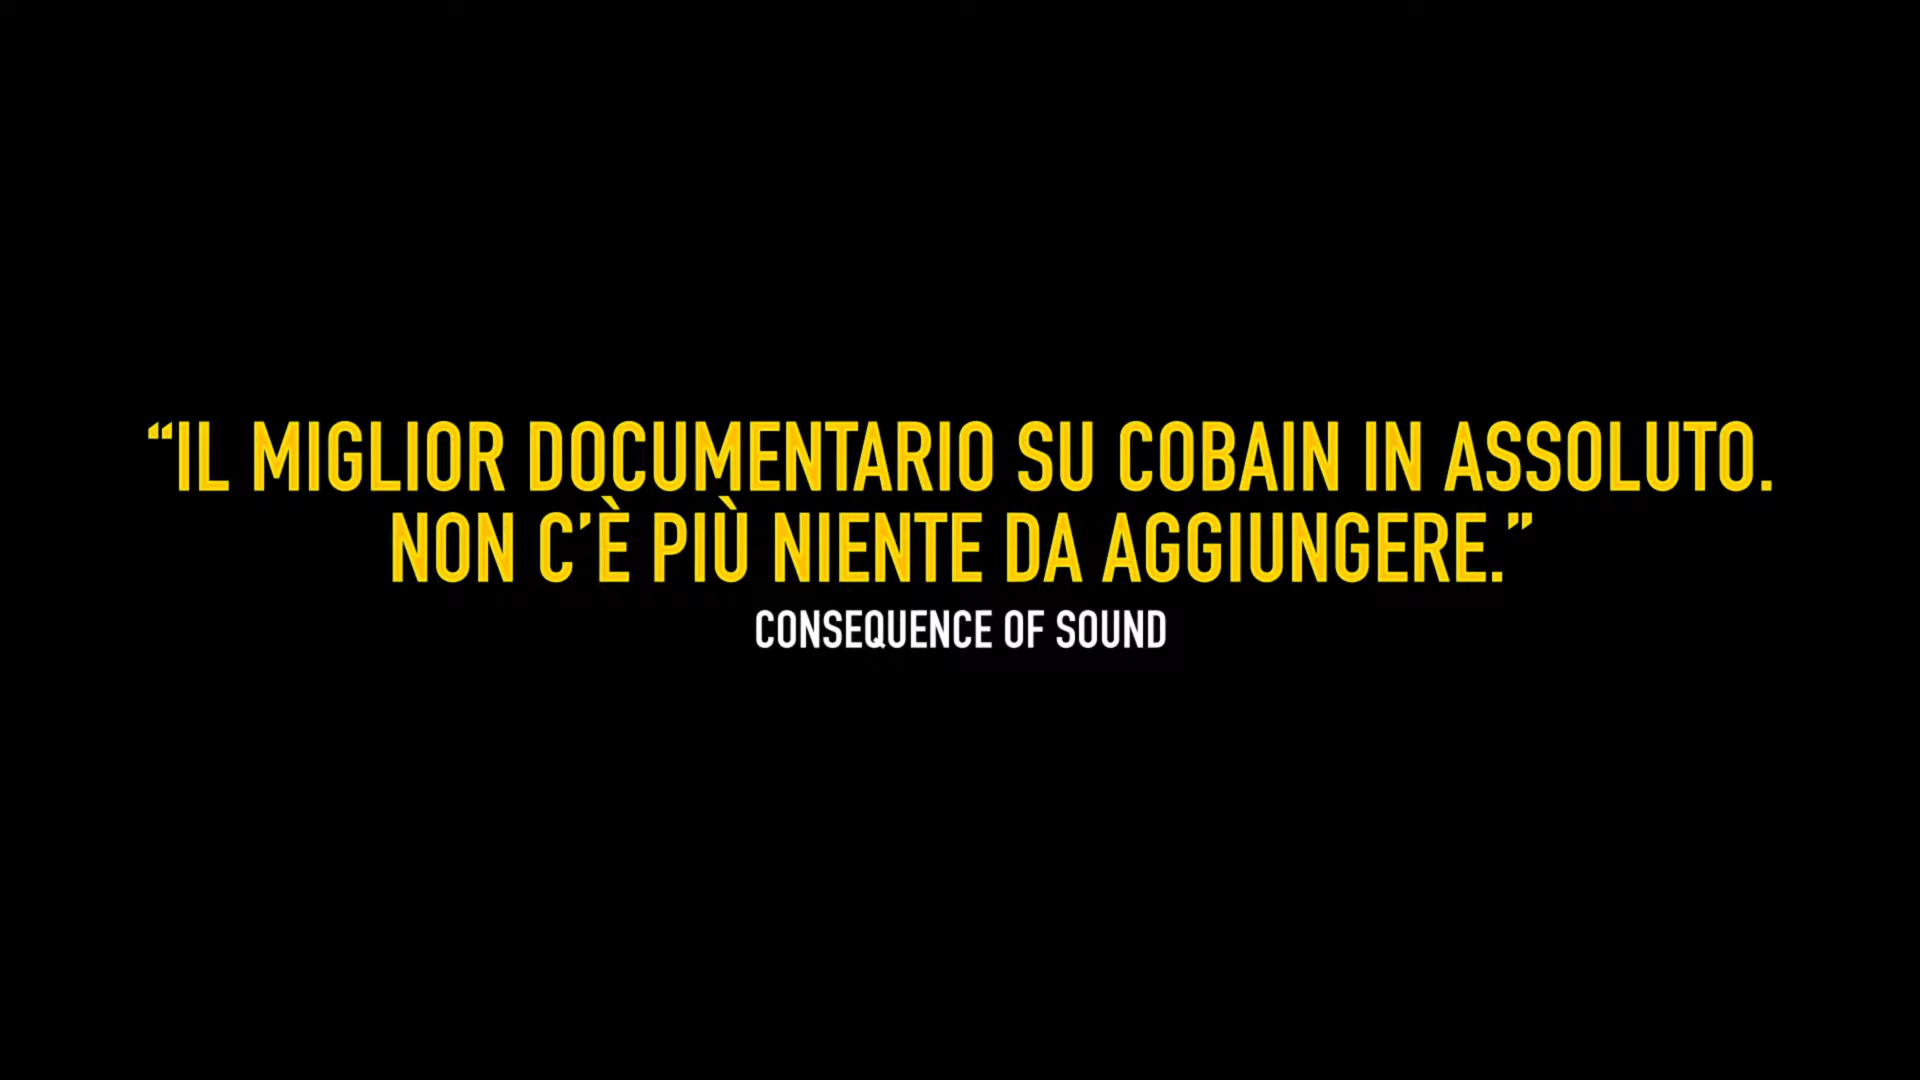 “IL MIGLIOR DOCUMENTARIO SU COBAIN IN ASSOLUTO.
NON C’È PIÙ NIENTE DA AGGIUNGERE.”
CONSEQUENCE OF SOUND